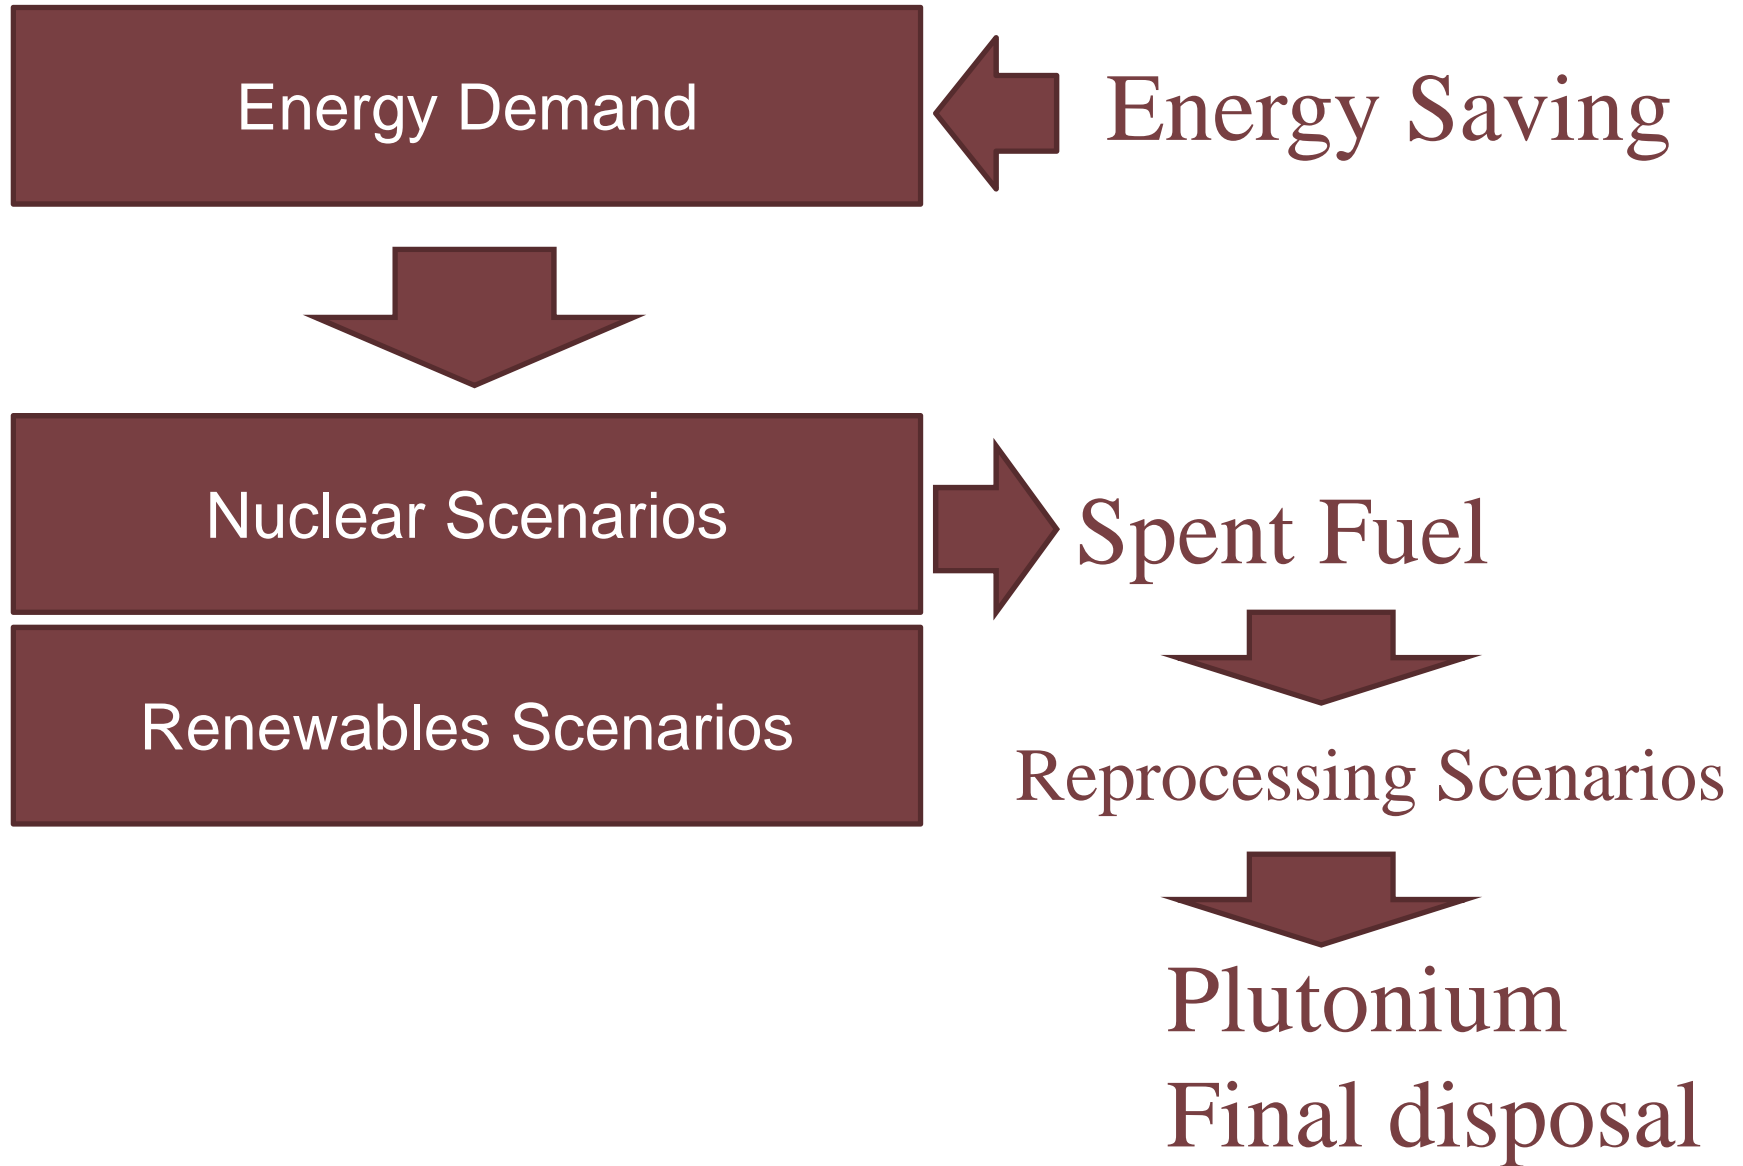 Energy Demand
Energy Saving
Nuclear Scenarios
Spent Fuel
Renewables Scenarios
Reprocessing Scenarios
Plutonium
Final disposal